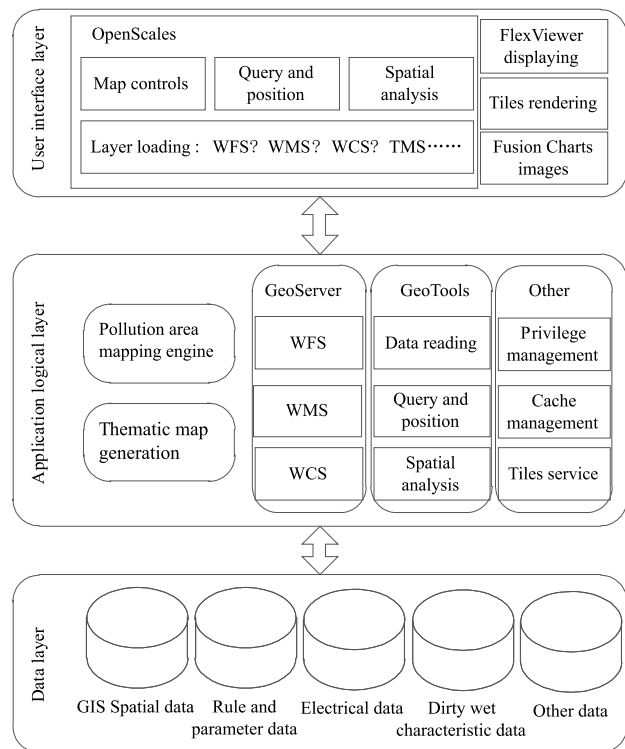 User interface layer
OpenScales
Map controls
Query and
position
Spatial
analysis
Layer loading : WFS? WMS? WCS? TMS······
FlexViewer
displaying
Tiles rendering
Fusion Charts
images
Application logical layer
Pollution area
mapping engine
Thematic map
generation
GeoServer
WFS
WMS
WCS
GeoTools
Data reading
Query and
position
Spatial
analysis
Other
Privilege
management
Cache
management
Tiles service
Data layer
GIS Spatial data
Rule and
parameter data
Electrical data
Dirty wet
characteristic data
Other data